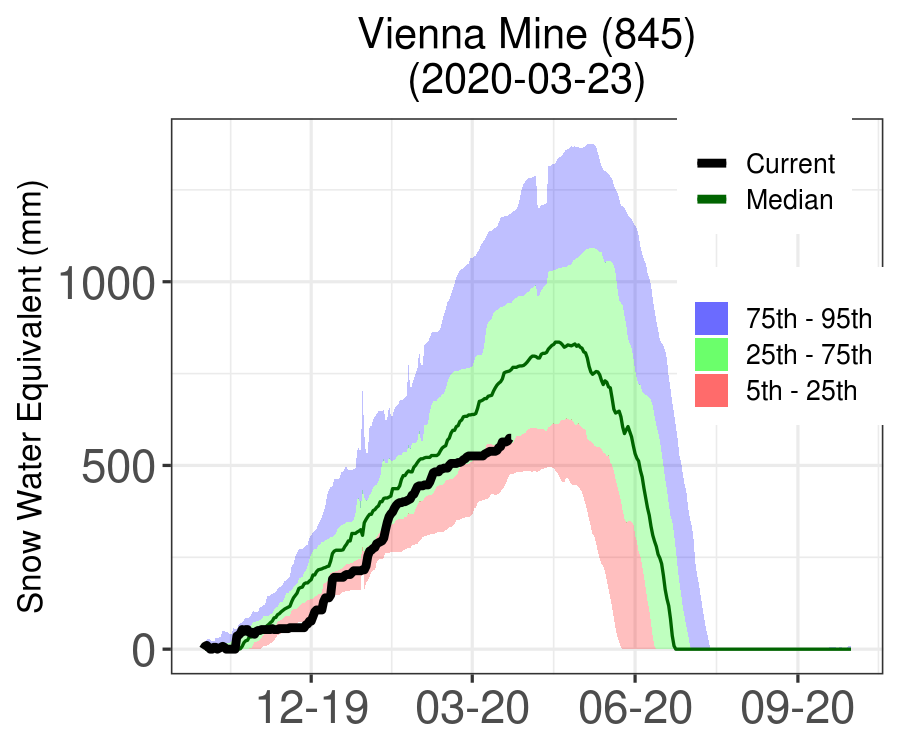 Vienna Mine (845)
(2020-03-23)
Snow Water Equivalent (mm)
1000
500
0
12-19
03-20
06-20
09-20
Current
Median
75th - 95th
25th - 75th
5th - 25th